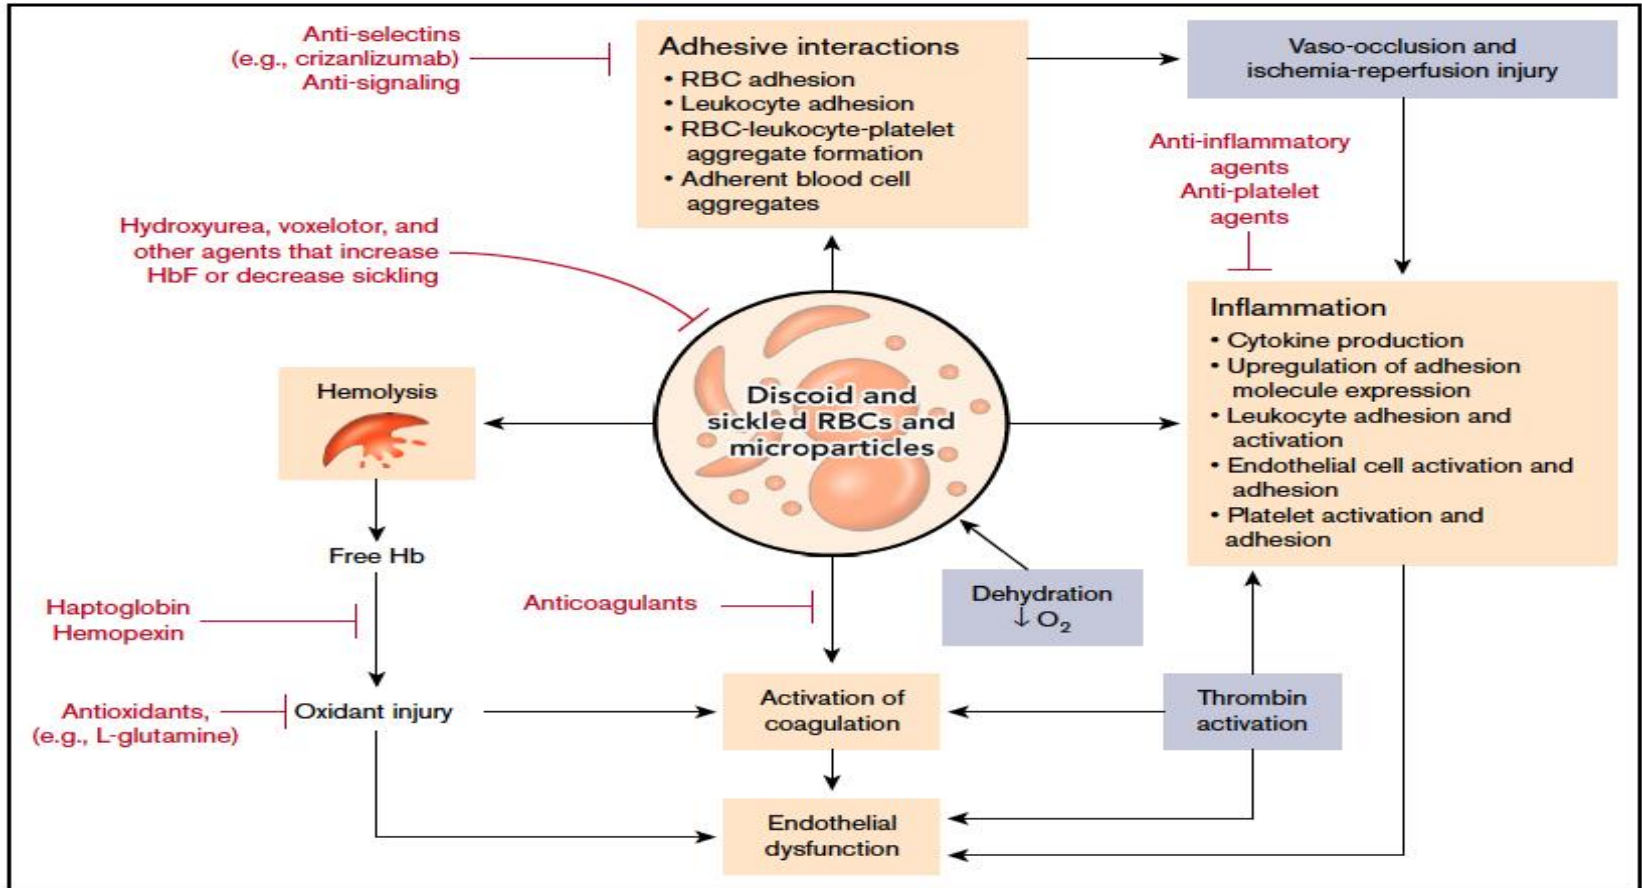 Anti-selectins
(e.g., crizanlizumab)
Anti-signaling
Adhesive interactions
• RBC adhesion
• Leukocyte adhesion
• RBC-leukocyte-platelet
aggregate formation
• Adherent blood cell
aggregates
Vaso-occlusion and
ischemia-reperfusion injury
Anti-inflammatory
agents
Anti-platelet
agents
Hydroxyurea, voxelotor, and
other agents that increase
HbF or decrease sickling
Inflammation
• Cytokine production
• Upregulation of adhesion
molecule expression
• Leukocyte adhesion and
activation
• Endothelial cell activation and
adhesion
• Platelet activation and
adhesion
Hemolysis
Discoid and
sickled RBCs and
microparticles
Free Hb
Haptoglobin
Hemopexin
Anticoagulants
Dehydration
↓ O₂
Antioxidants,
(e.g., L-glutamine)
Oxidant injury
Activation of
coagulation
Thrombin
activation
Endothelial
dysfunction